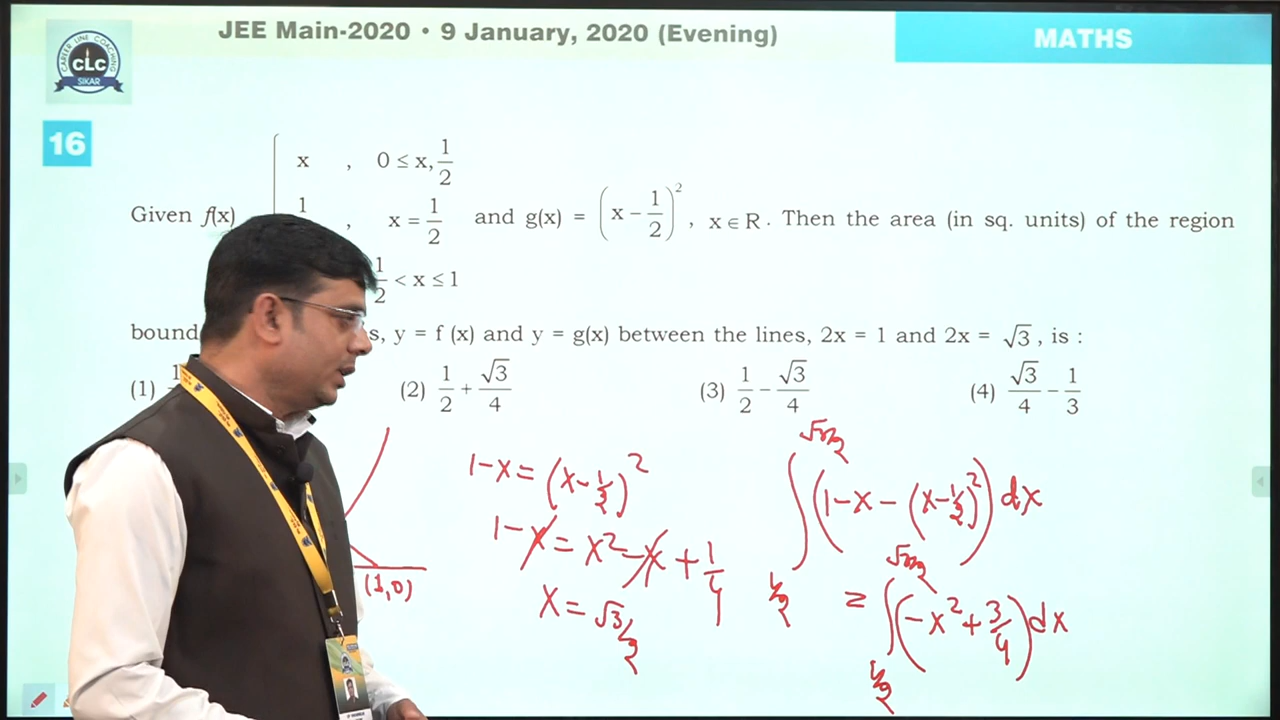 JEE Main-2020 • 9 January, 2020 (Evening)
MATHS
CAREER LINE COACHING
CLC
SIKAR
16
x , 0 ≤ x, 1/2
Given f(x) 1 , x = 1/2 and g(x) = (x − 1/2)², x ∈ R. Then the area (in sq. units) of the region
1/2 < x ≤ 1
bound s, y = f (x) and y = g(x) between the lines, 2x = 1 and 2x = √3, is :
(1) 1 (2) 1/2 + √3/4 (3) 1/2 − √3/4 (4) √3/4 − 1/3
1-x = (x-1/2)²
1-x = x²-x+1/4
x = √3/2
(1,0)
∫_{1/2}^{√3/2} (1-x-(x-1/2)²) dx
= ∫_{1/2}^{√3/2} (-x²+3/4) dx